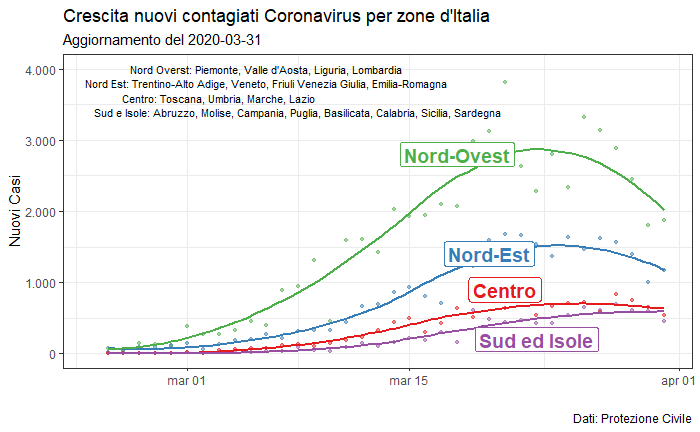 Crescita nuovi contagiati Coronavirus per zone d'Italia
Aggiornamento del 2020-03-31
Nord Overst: Piemonte, Valle d'Aosta, Liguria, Lombardia
Nord Est: Trentino-Alto Adige, Veneto, Friuli Venezia Giulia, Emilia-Romagna
Centro: Toscana, Umbria, Marche, Lazio
Sud e Isole: Abruzzo, Molise, Campania, Puglia, Basilicata, Calabria, Sicilia, Sardegna
Nuovi Casi
4.000
3.000
2.000
1.000
0
Nord-Ovest
Nord-Est
Centro
Sud ed Isole
mar 01
mar 15
apr 01
Dati: Protezione Civile